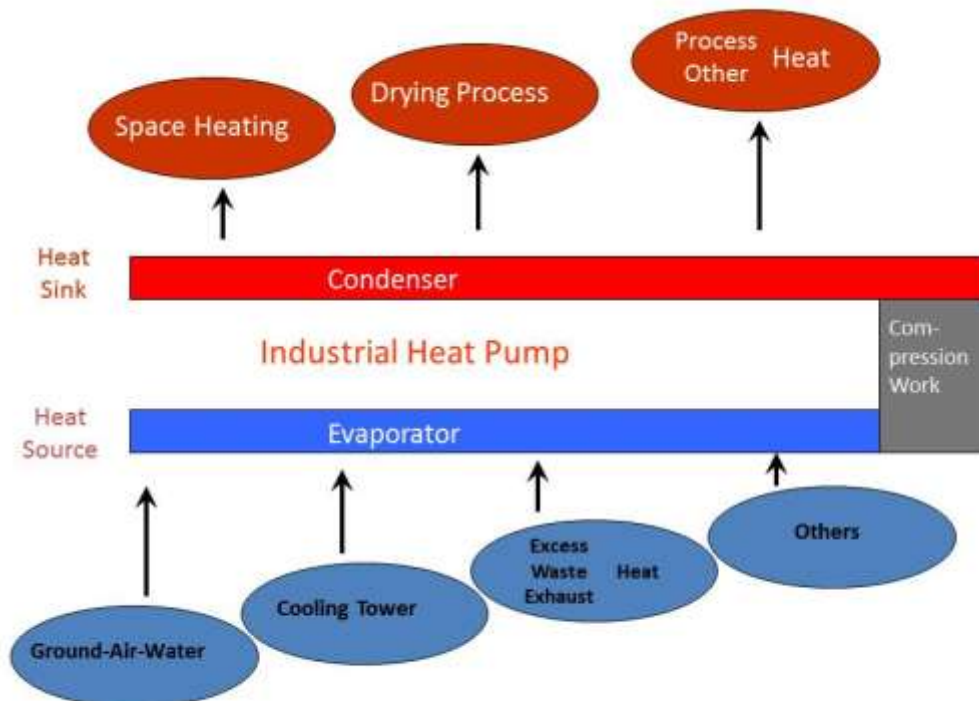 Space Heating
Drying Process
Process
Other
Heat
Heat
Sink
Condenser
Industrial Heat Pump
Com-
pression
Work
Heat
Source
Evaporator
Ground-Air-Water
Cooling Tower
Excess
Waste Heat
Exhaust
Others